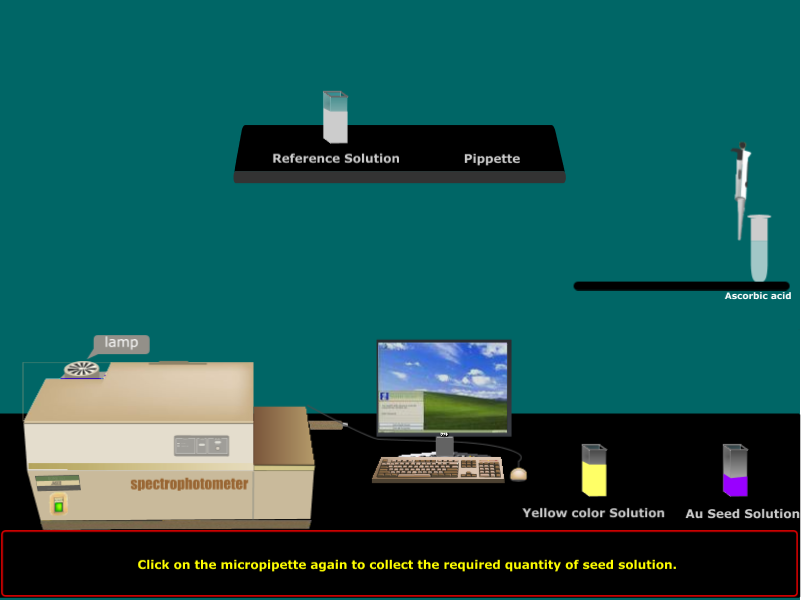 Reference Solution
Pippette
Ascorbic acid
lamp
spectrophotometer
Yellow color Solution
Au Seed Solution
Click on the micropipette again to collect the required quantity of seed solution.